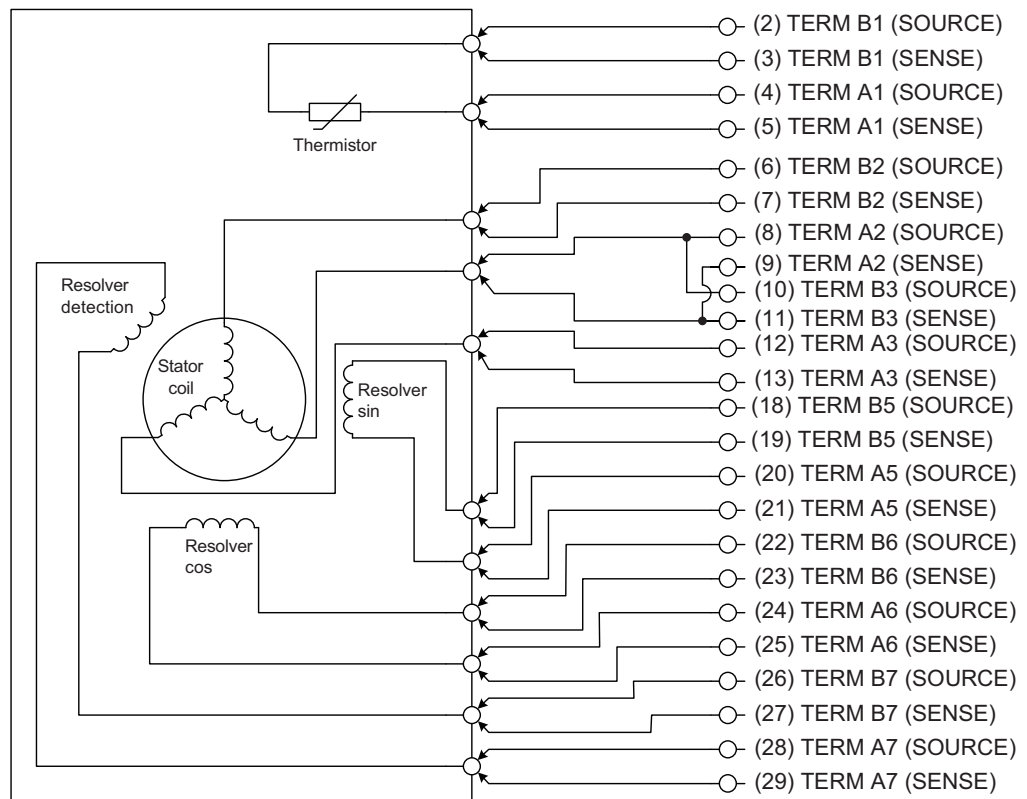 (2) TERM B1 (SOURCE)
(3) TERM B1 (SENSE)
(4) TERM A1 (SOURCE)
(5) TERM A1 (SENSE)
Thermistor
(6) TERM B2 (SOURCE)
(7) TERM B2 (SENSE)
(8) TERM A2 (SOURCE)
(9) TERM A2 (SENSE)
(10) TERM B3 (SOURCE)
(11) TERM B3 (SENSE)
(12) TERM A3 (SOURCE)
(13) TERM A3 (SENSE)
Resolver
detection
Stator
coil
Resolver
sin
(18) TERM B5 (SOURCE)
(19) TERM B5 (SENSE)
(20) TERM A5 (SOURCE)
(21) TERM A5 (SENSE)
Resolver
cos
(22) TERM B6 (SOURCE)
(23) TERM B6 (SENSE)
(24) TERM A6 (SOURCE)
(25) TERM A6 (SENSE)
(26) TERM B7 (SOURCE)
(27) TERM B7 (SENSE)
(28) TERM A7 (SOURCE)
(29) TERM A7 (SENSE)